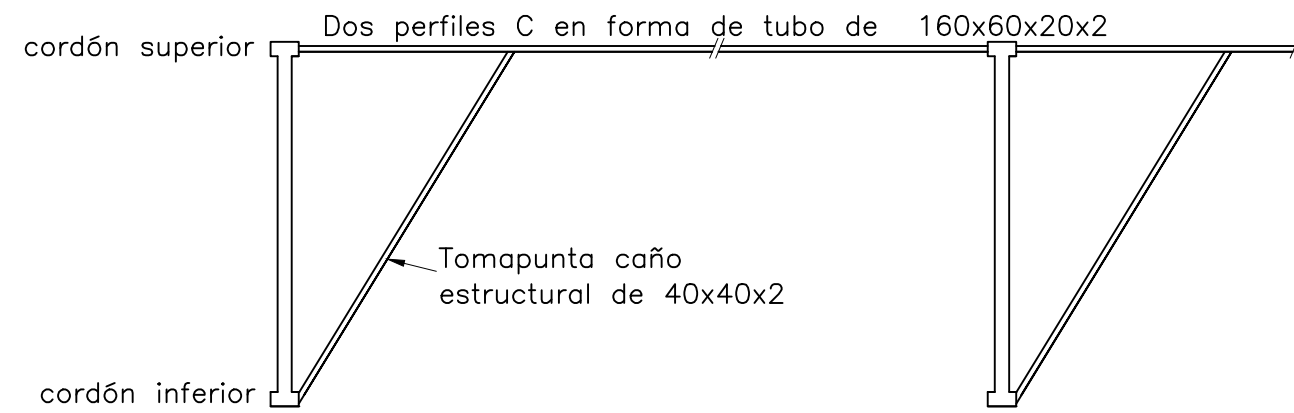 Dos perfiles C en forma de tubo de 160x60x20x2
cordón superior
Tomapunta caño
estructural de 40x40x2
cordón inferior